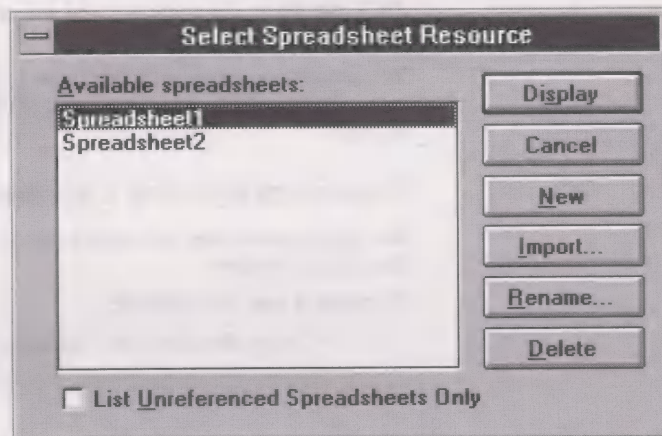 Select Spreadsheet Resource
Available spreadsheets:
Spreadsheet1
Spreadsheet2
Display
Cancel
New
Import...
Rename...
Delete
List Unreferenced Spreadsheets Only